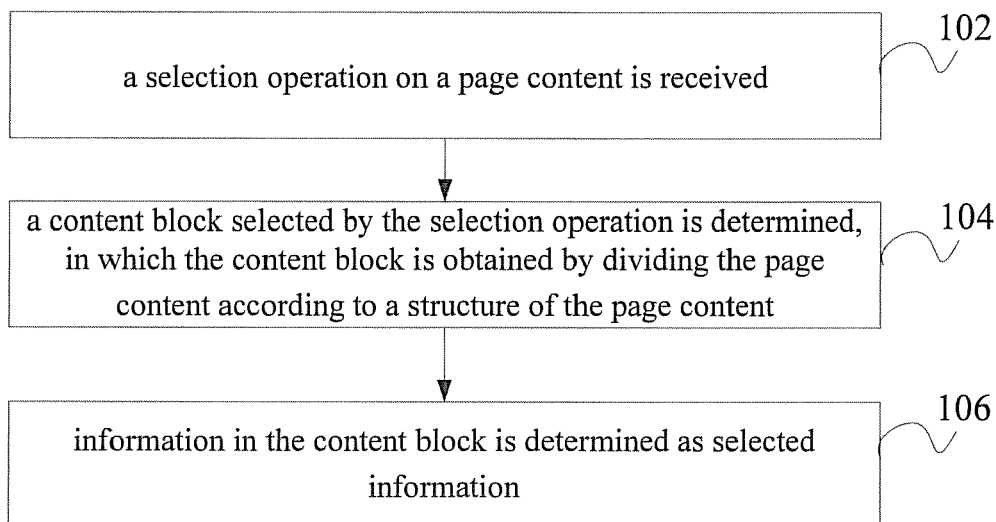 102
a selection operation on a page content is received
a content block selected by the selection operation is determined,
104
in which the content block is obtained by dividing the page
content according to a structure of the page content
106
information in the content block is determined as selected
information